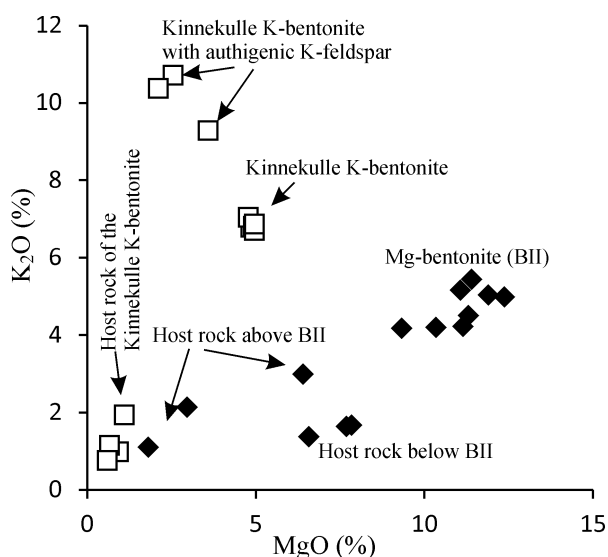 12
10
8
6
4
2
0
K₂O (%)
Kinnekulle K-bentonite
with authigenic K-feldspar
Kinnekulle K-bentonite
Host rock of the
Kinnekulle K-bentonite
Mg-bentonite (BII)
Host rock above BII
Host rock below BII
0
5
10
15
MgO (%)